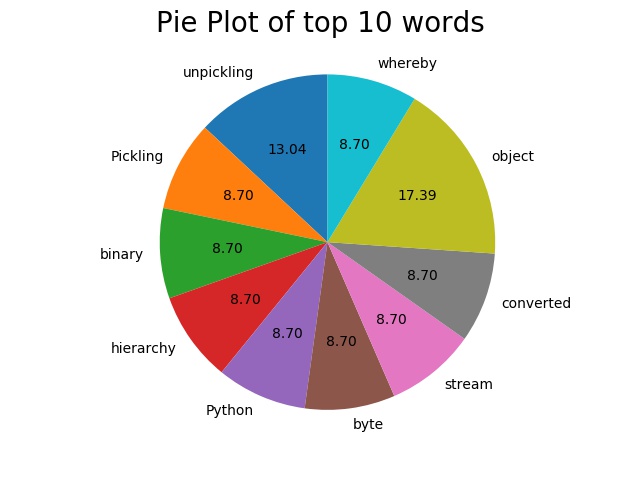 Pie Plot of top 10 words
whereby
8.70
unpickling
13.04
Pickling
8.70
binary
8.70
hierarchy
8.70
Python
8.70
byte
8.70
stream
8.70
converted
8.70
object
17.39